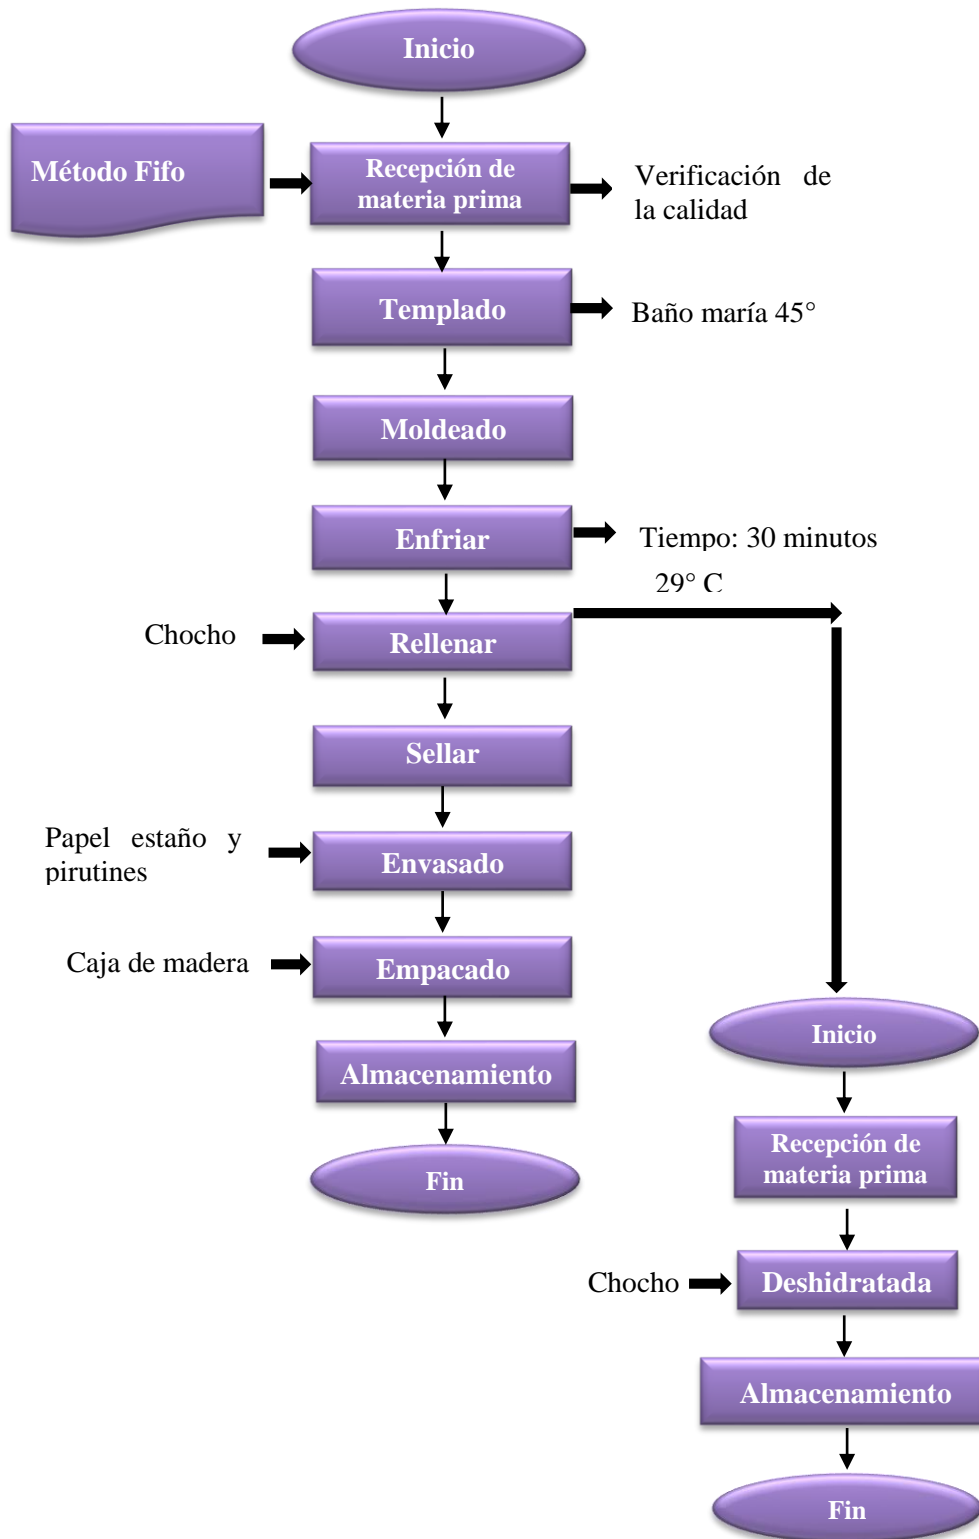 Inicio
Método Fifo
Recepción de
materia prima
Verificación de
la calidad
Templado
Baño maría 45°
Moldeado
Enfriar
Tiempo: 30 minutos
29° C
Chocho
Rellenar
Sellar
Papel estaño y
pirutines
Envasado
Caja de madera
Empacado
Almacenamiento
Fin
Inicio
Recepción de
materia prima
Chocho
Deshidratada
Almacenamiento
Fin